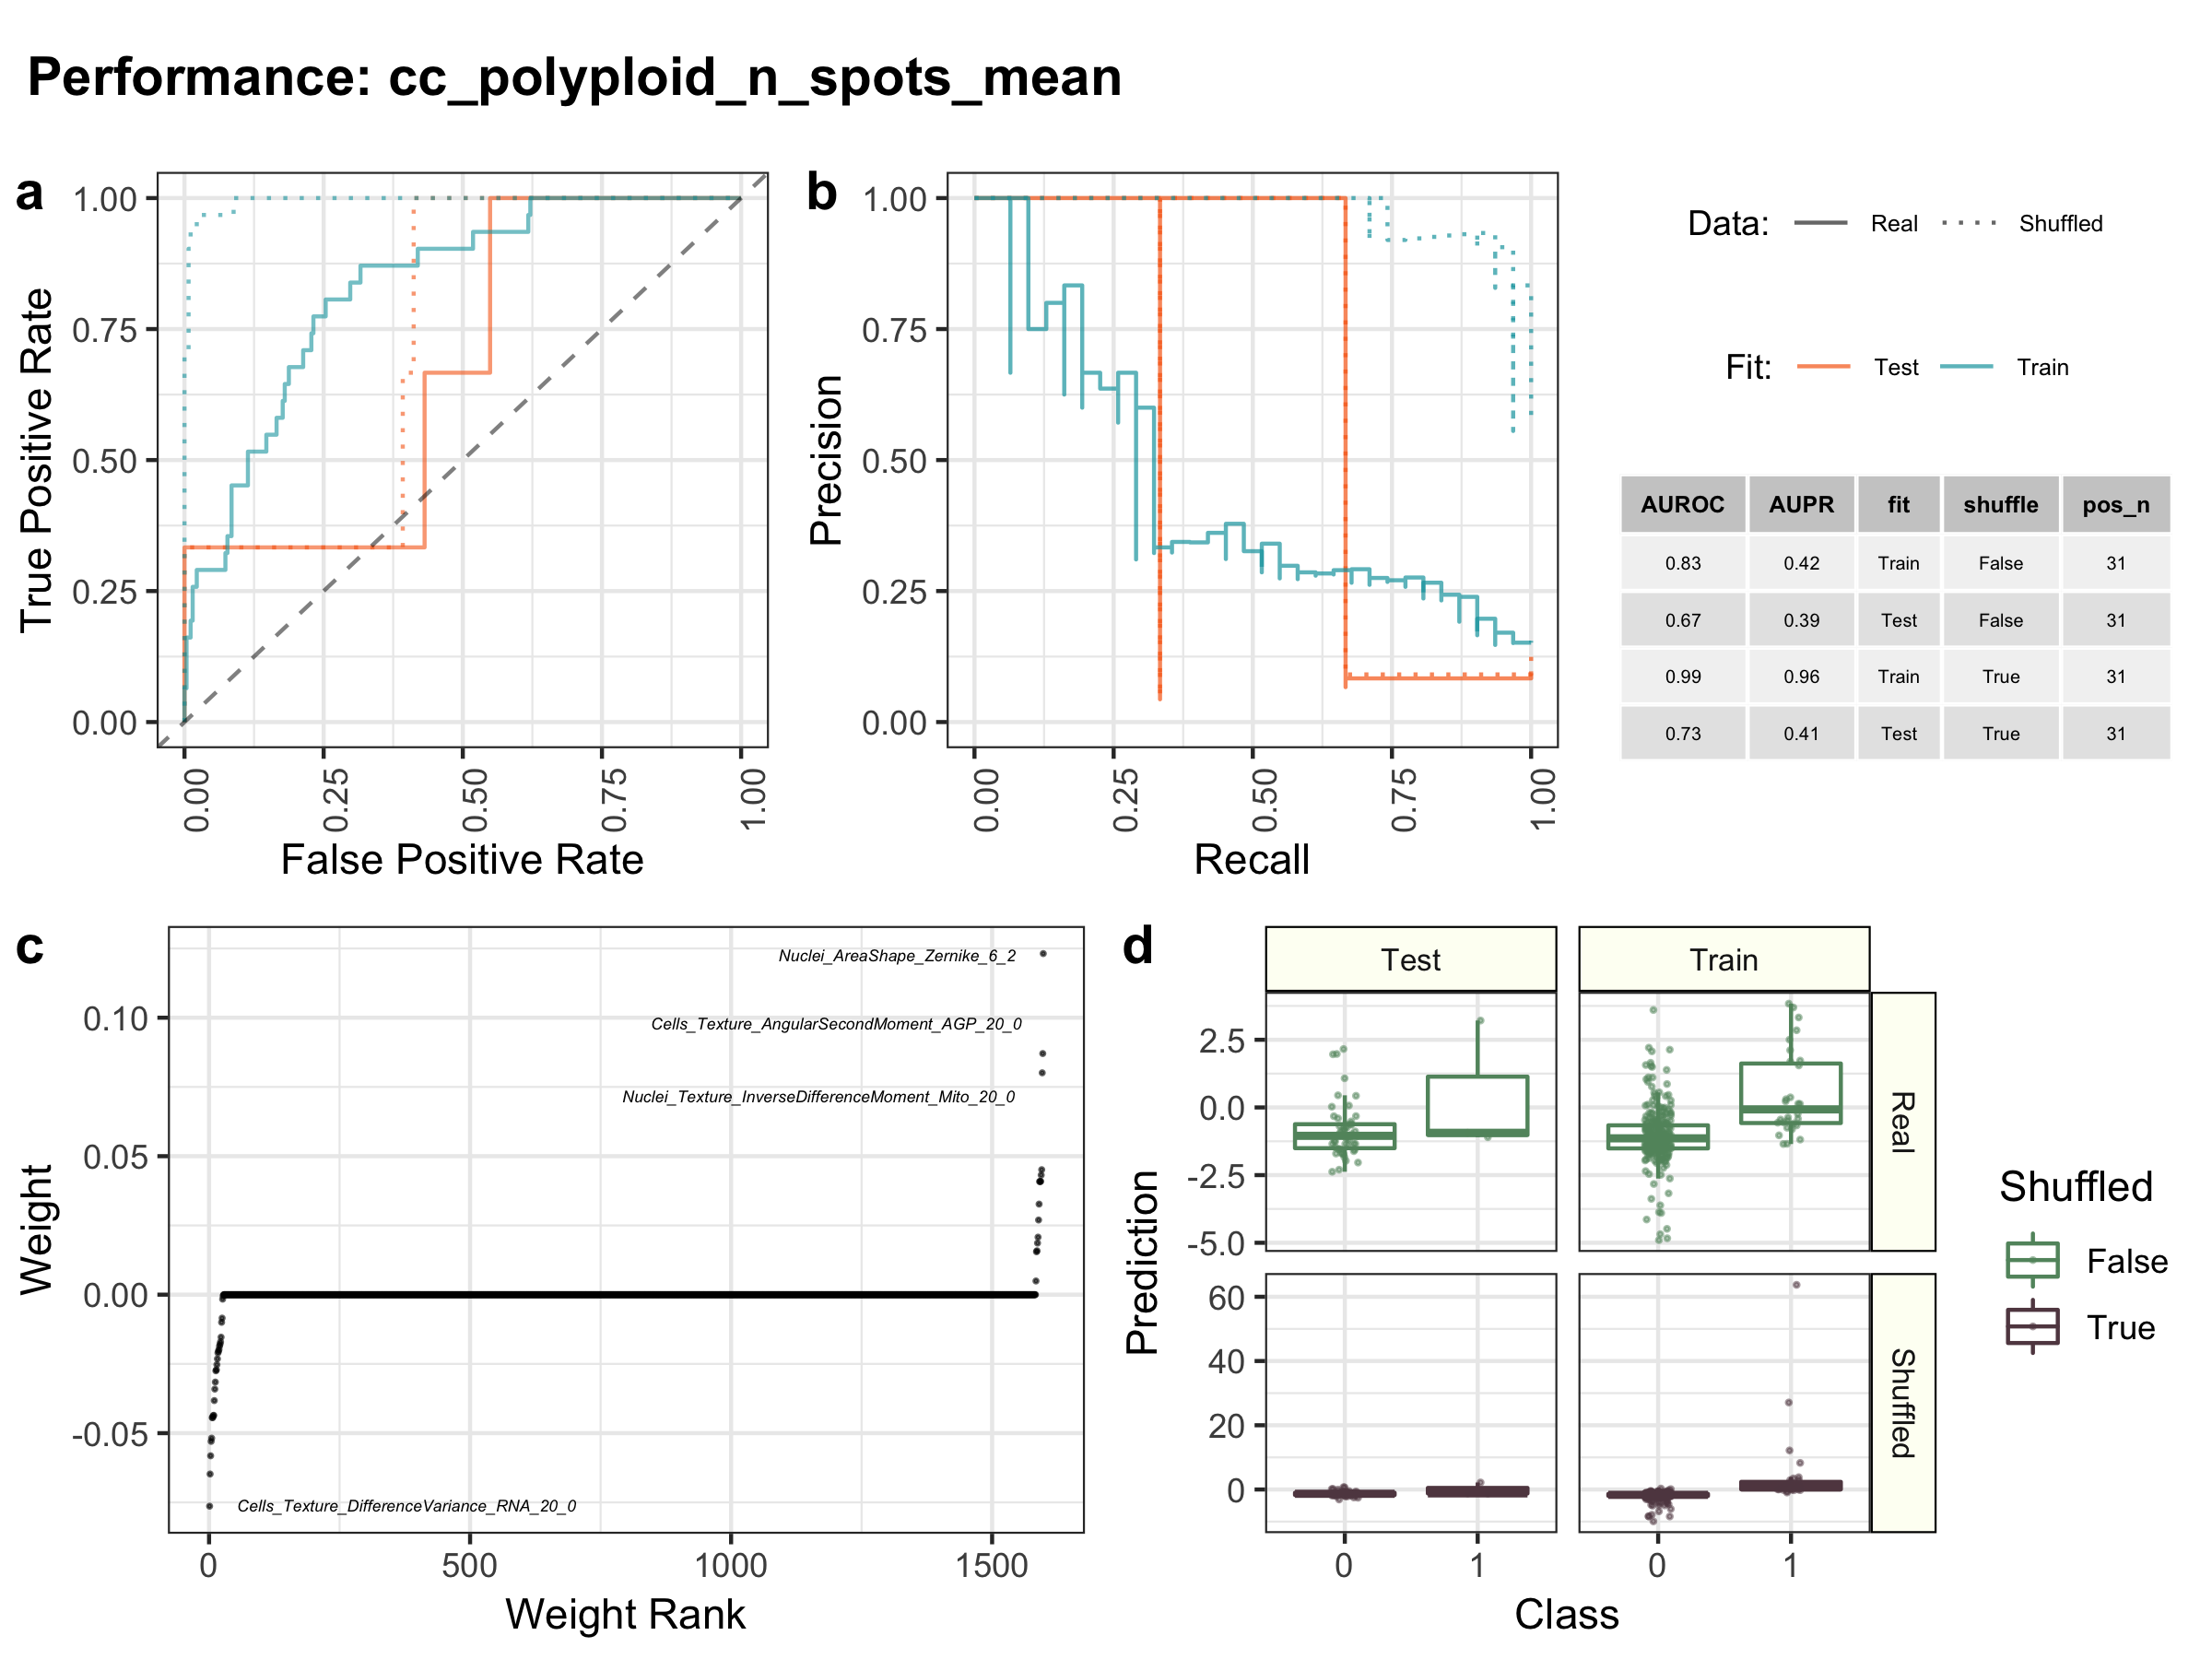 Performance: cc_polyploid_n_spots_mean
a
1.00
0.75
0.50
0.25
0.00
True Positive Rate
0.00
0.25
0.50
0.75
1.00
False Positive Rate
b
1.00
0.75
0.50
0.25
0.00
Precision
0.00
0.25
0.50
0.75
1.00
Recall
Data: Real Shuffled
Fit: Test Train
AUROC AUPR fit shuffle pos_n
0.83 0.42 Train False 31
0.67 0.39 Test False 31
0.99 0.96 Train True 31
0.73 0.41 Test True 31
c
Nuclei_AreaShape_Zernike_6_2
Cells_Texture_AngularSecondMoment_AGP_20_0
Nuclei_Texture_InverseDifferenceMoment_Mito_20_0
Cells_Texture_DifferenceVariance_RNA_20_0
0.10
0.05
0.00
-0.05
Weight
0 500 1000 1500
Weight Rank
d
Test Train
2.5
0.0
-2.5
-5.0
Real
60
40
20
0
Shuffled
Prediction
0 1 0 1
Class
Shuffled
False
True